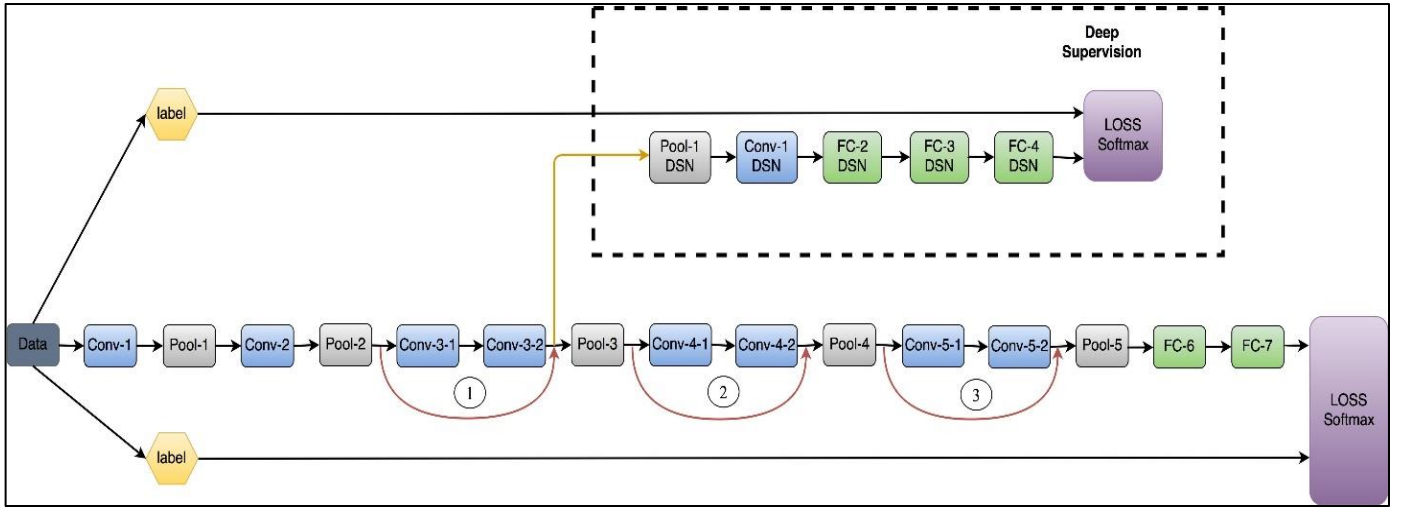 Deep
Supervision
label
LOSS
Softmax
Pool-1
DSN
Conv-1
DSN
FC-2
DSN
FC-3
DSN
FC-4
DSN
Data
Conv-1
Pool-1
Conv-2
Pool-2
Conv-3-1
Conv-3-2
Pool-3
Conv-4-1
Conv-4-2
Pool-4
Conv-5-1
Conv-5-2
Pool-5
FC-6
FC-7
1
2
3
LOSS
Softmax
label